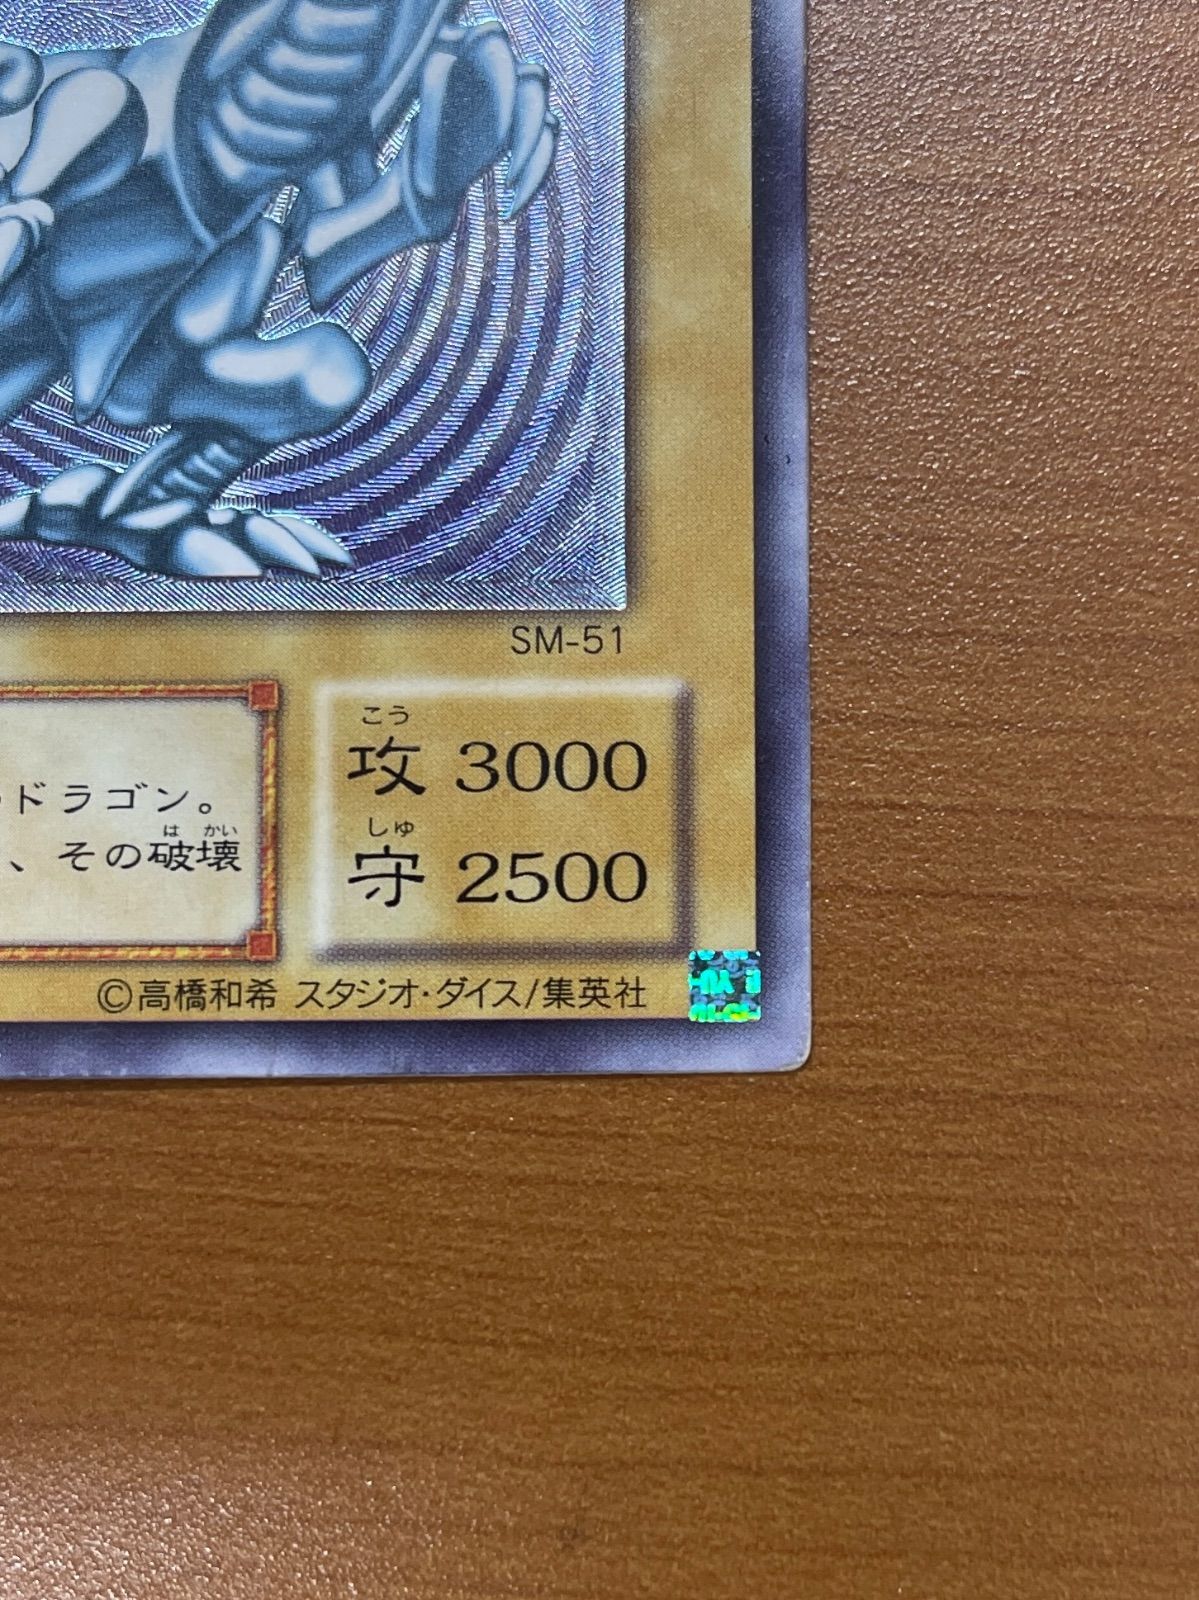 SM-51
ドラゴン。
、その破壊
はかい
こう
攻 3000
しゅ
守 2500
©高橋和希 スタジオ・ダイス/集英社